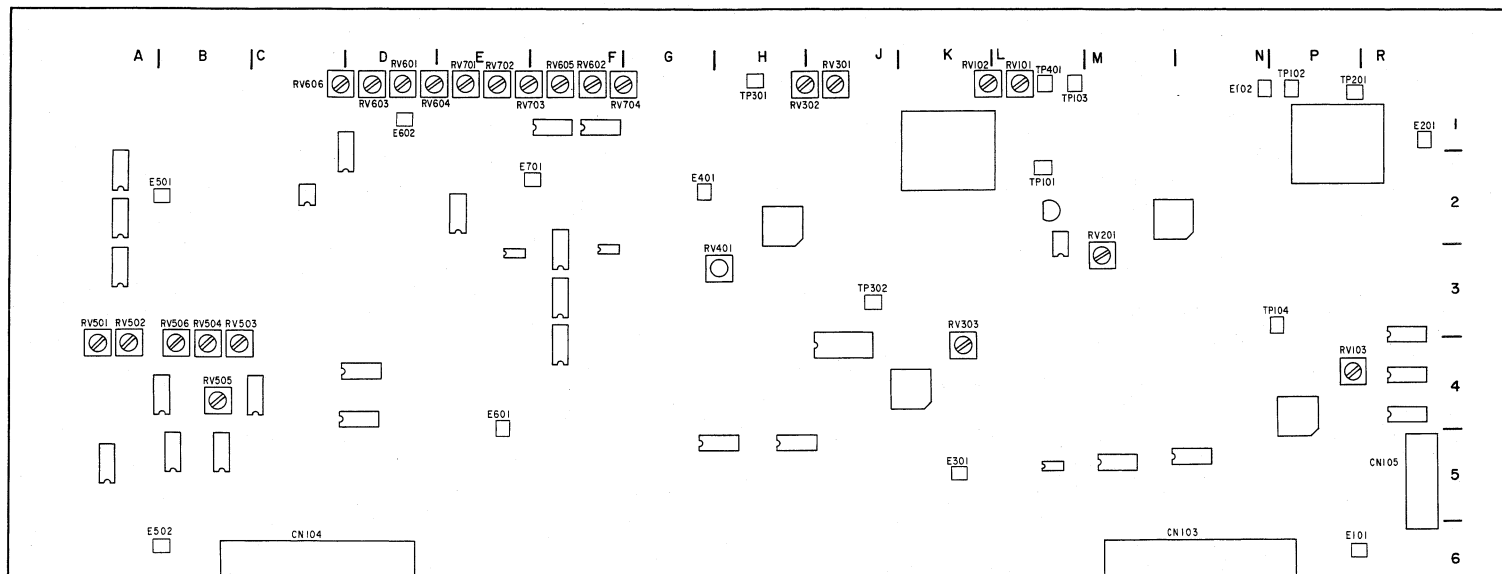 A B C D E F G H J K L M N P R
RV601 RV701 RV702 RV605 RV602 RV301 RV102 RV101 TP401 TP102 TP201
RV606 RV603 RV604 RV703 RV704 TP301 RV302 TP103 E102
E602 E201 1
E701 TP101
E501 E401 2
RV401 RV201
TP302 3
RV501 RV502 RV506 RV504 RV503 RV303 TP104
RV103
RV505 4
E601
E301 CN105 5
E502 CN104 CN103 E101
6